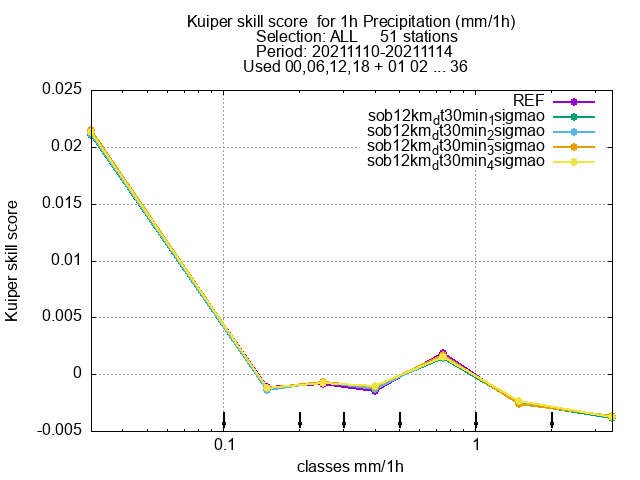 Kuiper skill score  for 1h Precipitation (mm/1h)
Selection: ALL     51 stations
Period: 20211110-20211114
Used 00,06,12,18 + 01 02 ... 36
REF
sob12km_dt30min_1sigmao
sob12km_dt30min_2sigmao
sob12km_dt30min_3sigmao
sob12km_dt30min_4sigmao
0.025
0.02
0.015
0.01
0.005
0
-0.005
Kuiper skill score
0.1
1
classes mm/1h